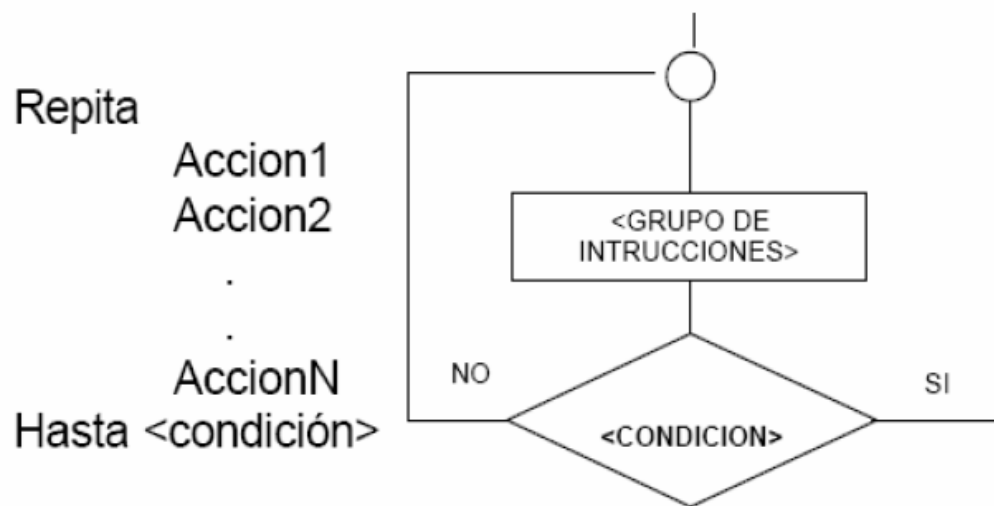 Repita
Accion1
Accion2
.
.
AccionN
Hasta <condición>
<GRUPO DE
INTRUCCIONES>
NO
SI
<CONDICION>